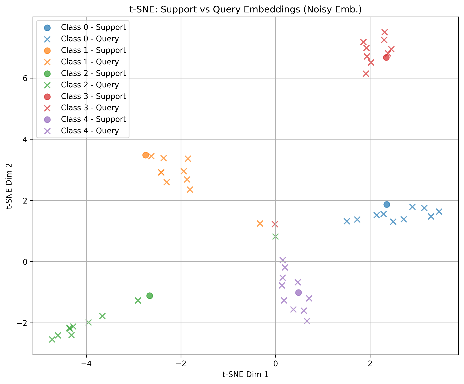 t-SNE: Support vs Query Embeddings (Noisy Emb.)
Class 0 - Support
Class 0 - Query
Class 1 - Support
Class 1 - Query
Class 2 - Support
Class 2 - Query
Class 3 - Support
Class 3 - Query
Class 4 - Support
Class 4 - Query
t-SNE Dim 2
6
4
2
0
−2
−4
−2
0
2
t-SNE Dim 1